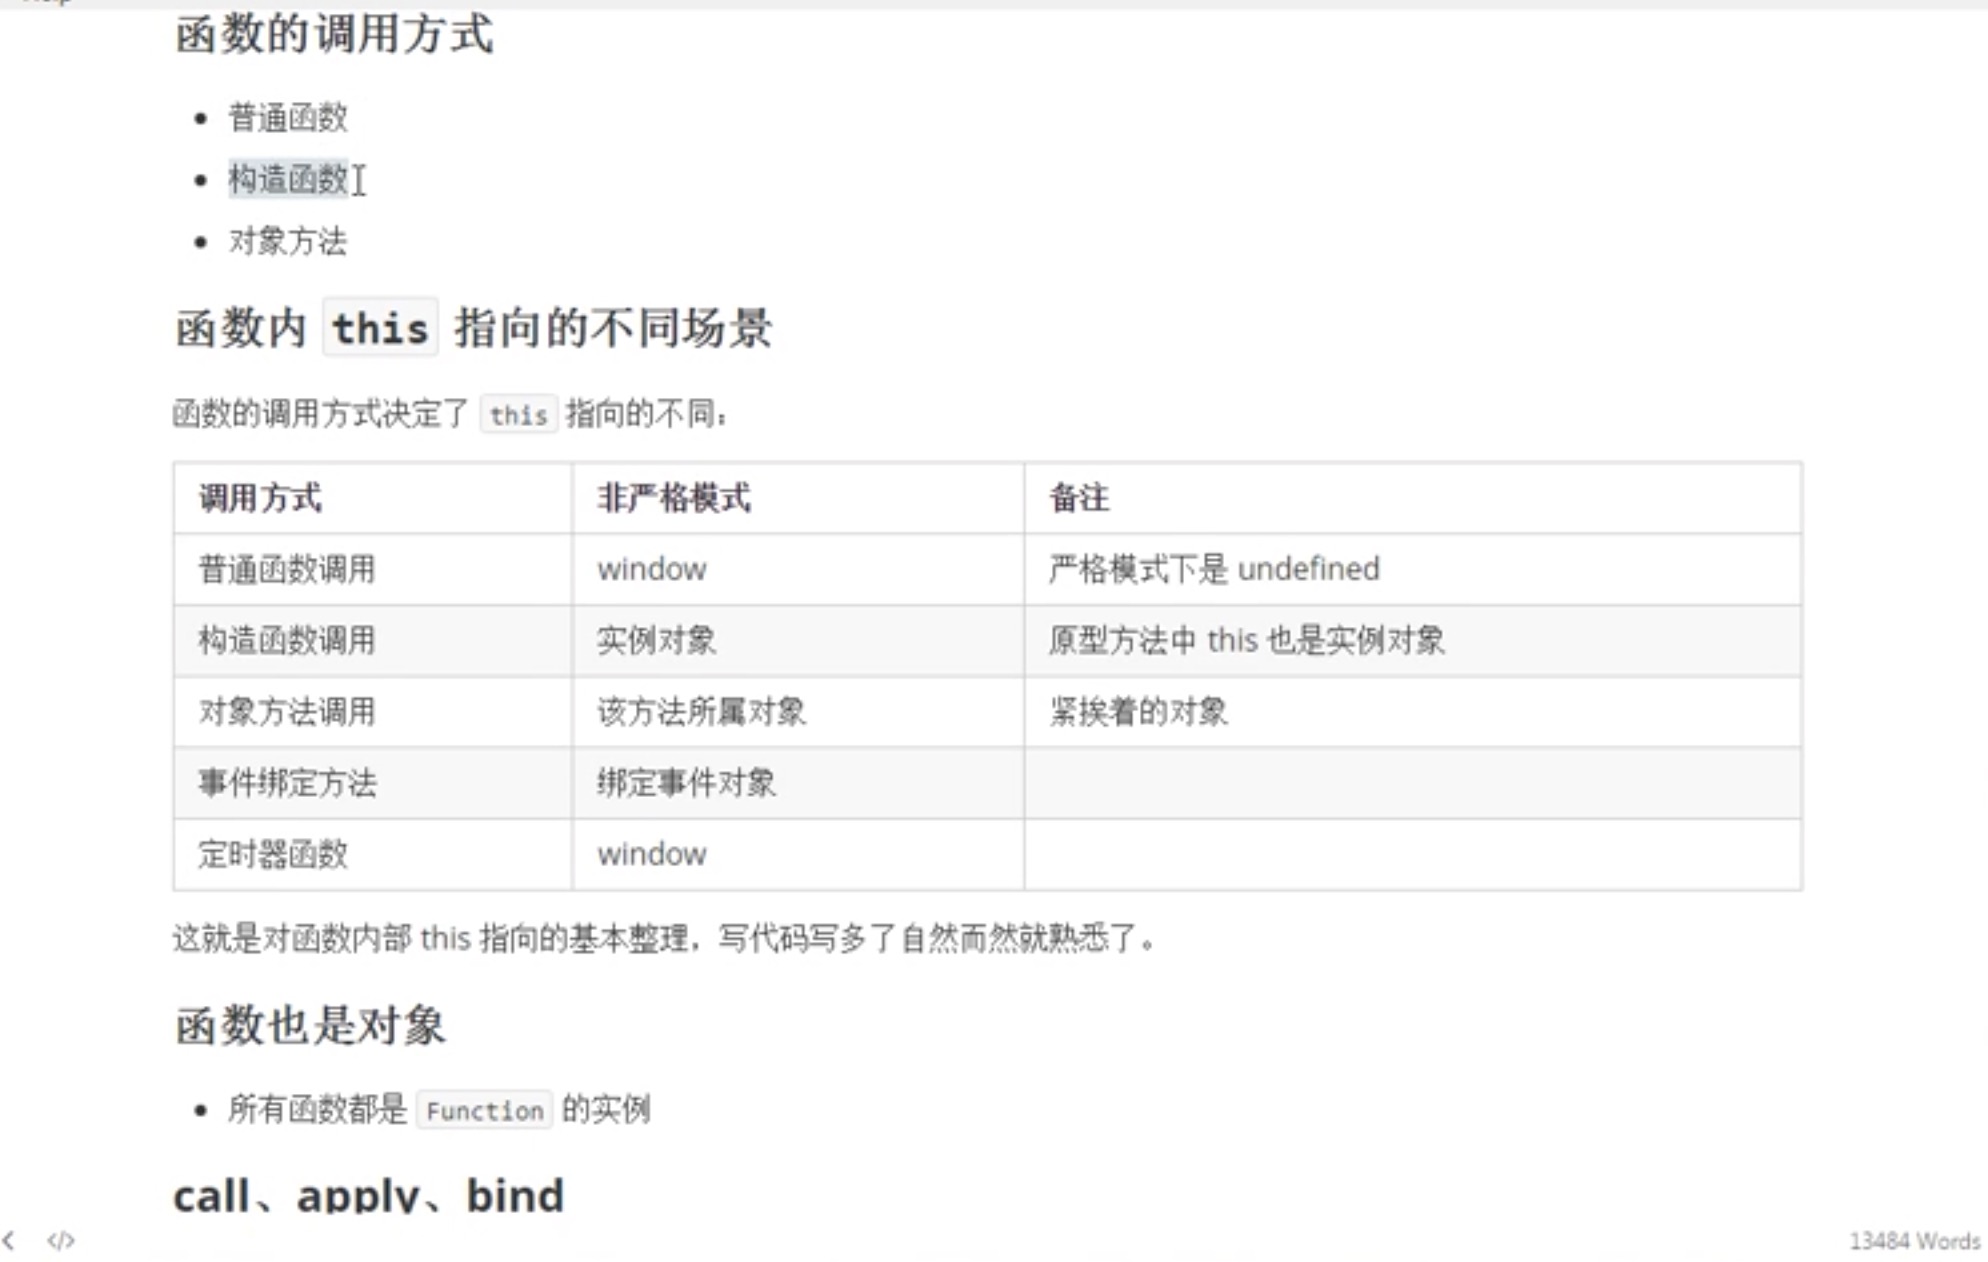 函数的调用方式
普通函数
构造函数
对象方法
函数内 this 指向的不同场景
函数的调用方式决定了 this 指向的不同：
调用方式 非严格模式 备注
普通函数调用 window 严格模式下是 undefined
构造函数调用 实例对象 原型方法中 this 也是实例对象
对象方法调用 该方法所属对象 紧挨着的对象
事件绑定方法 绑定事件对象
定时器函数 window
这就是对函数内部 this 指向的基本整理，写代码写多了自然而然就熟悉了。
函数也是对象
所有函数都是 Function 的实例
call、apply、bind
</> 13484 Words